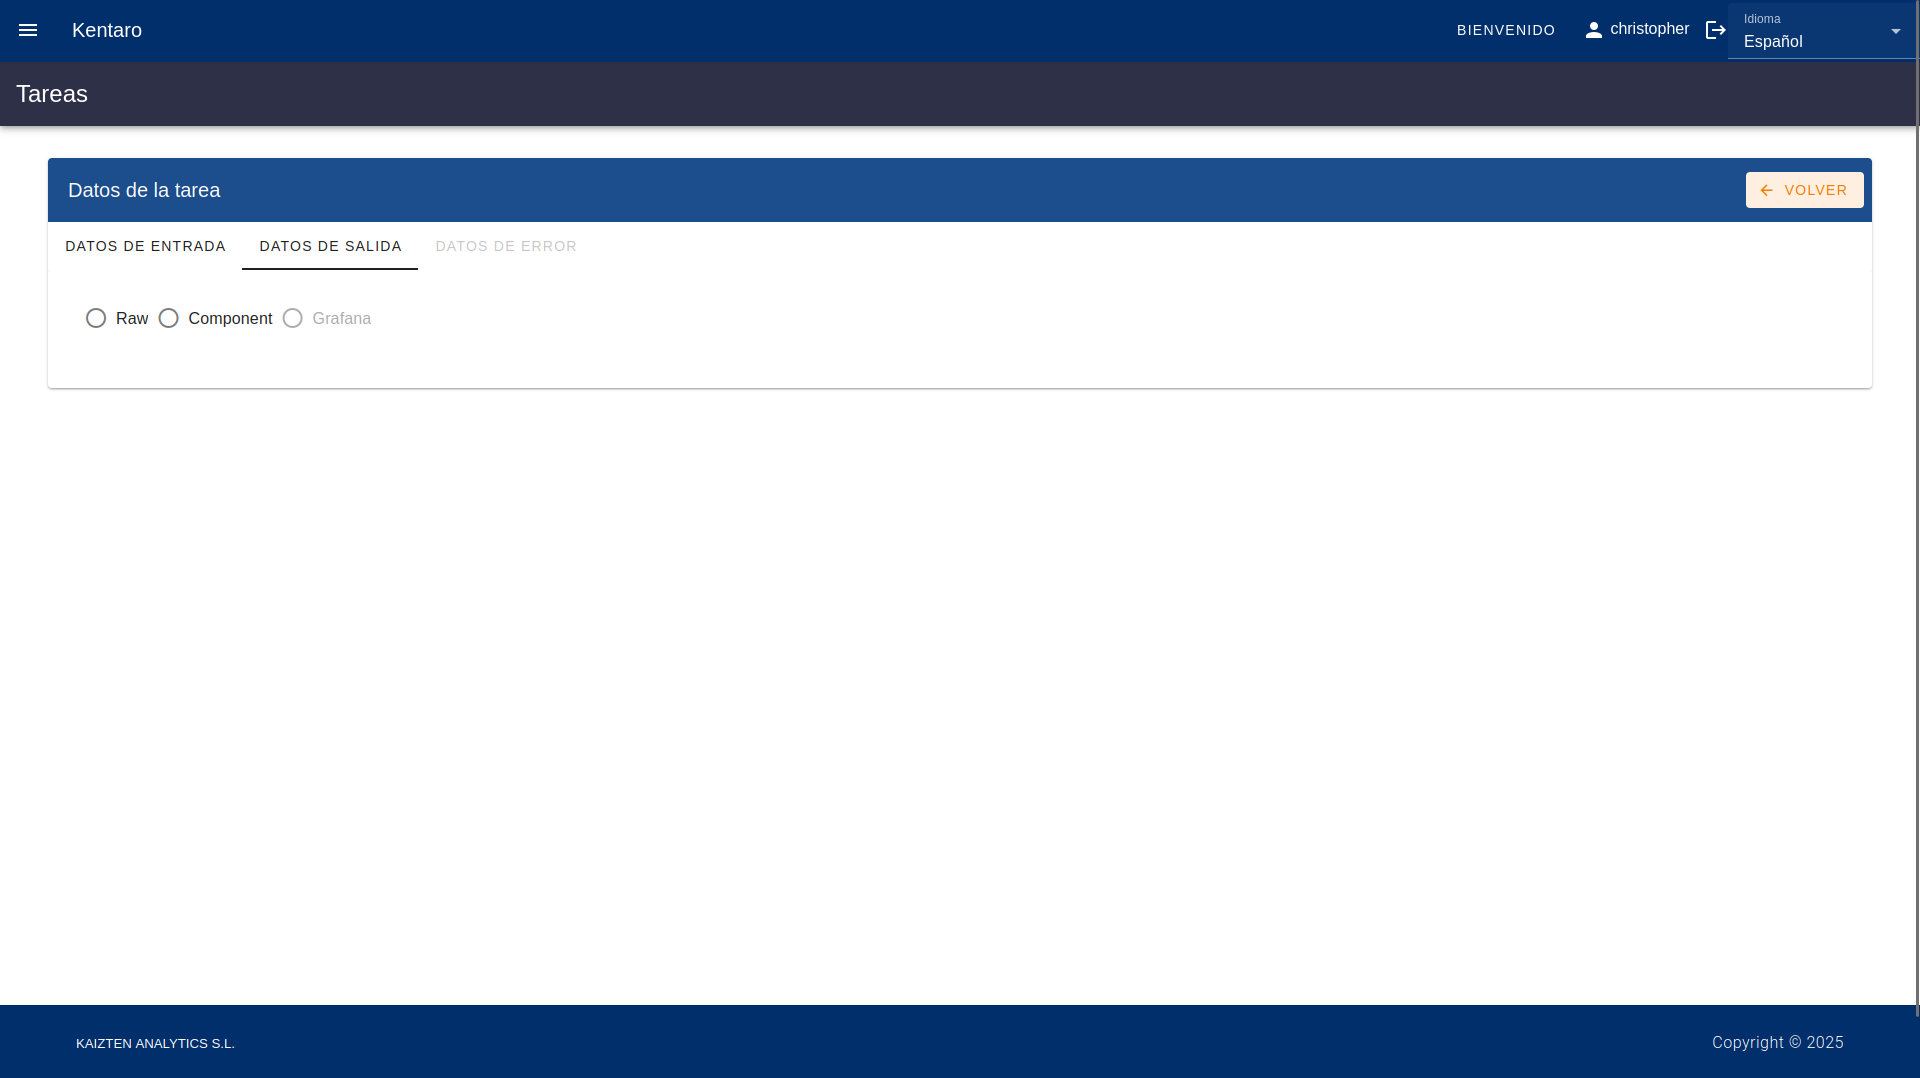 Kentaro
BIENVENIDO
christopher
Idioma
Español
Tareas
Datos de la tarea
VOLVER
DATOS DE ENTRADA
DATOS DE SALIDA
DATOS DE ERROR
Raw
Component
Grafana
KAIZTEN ANALYTICS S.L.
Copyright © 2025